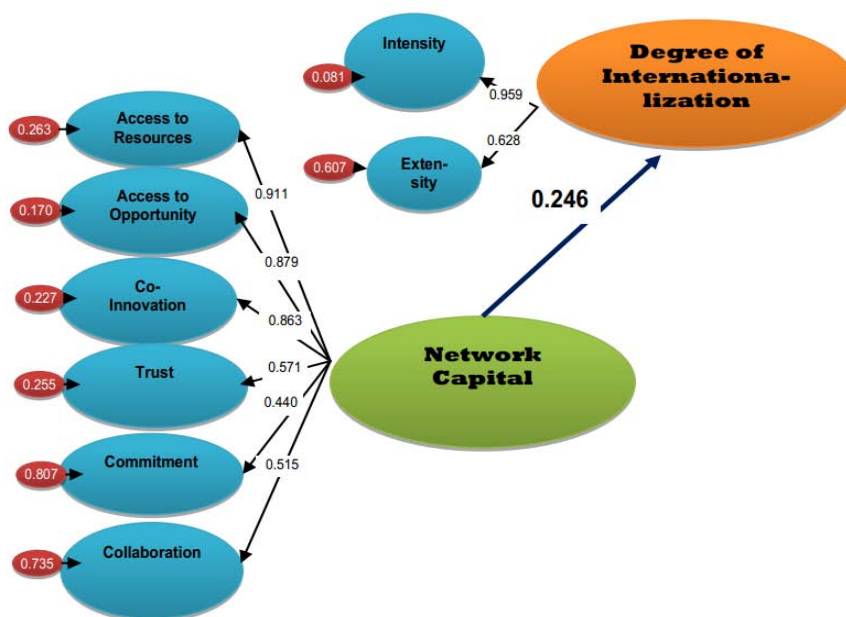 Intensity
0.081
0.959
Degree of
Internationa-
lization
0.263
Access to
Resources
0.628
0.607
Exten-
sity
0.911
0.246
0.170
Access to
Opportunity
0.879
0.227
Co-
Innovation
0.863
Network
Capital
0.255
Trust
0.571
0.440
0.807
Commitment
0.515
0.735
Collaboration